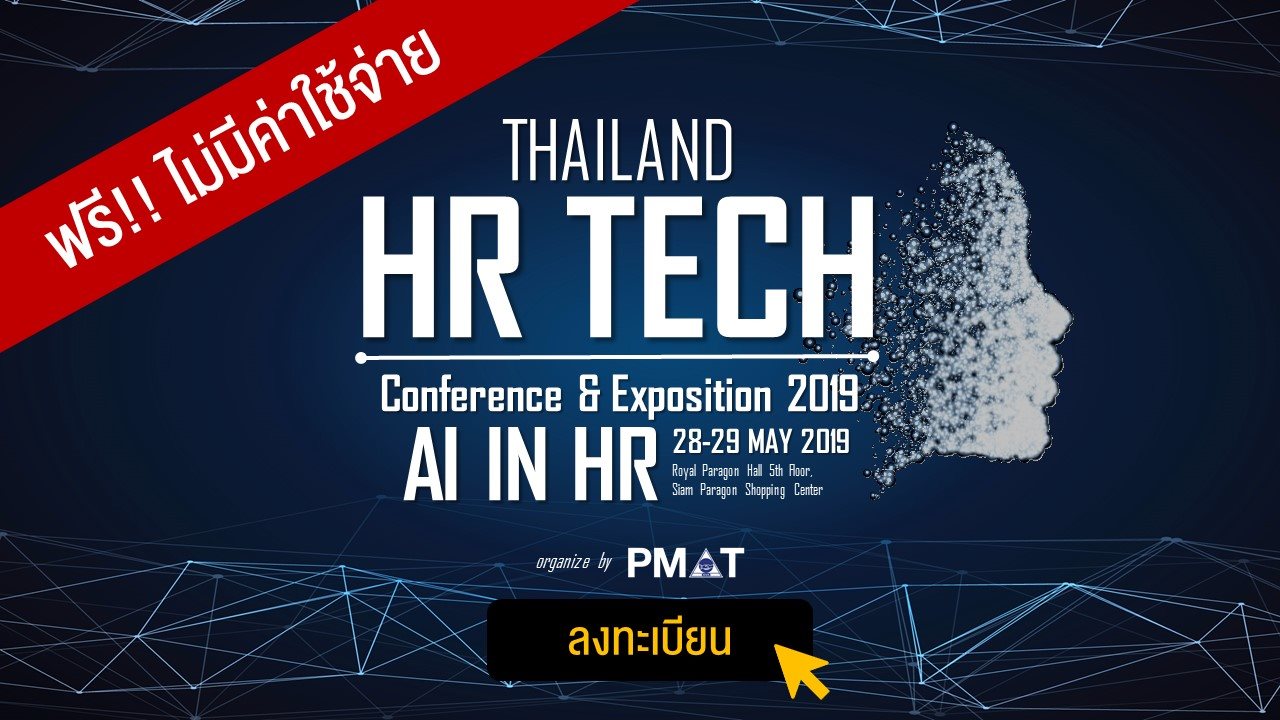 ฟรี!! ไม่มีค่าใช้จ่าย
THAILAND
HR TECH
Conference & Exposition 2019
AI IN HR
28-29 MAY 2019
Royal Paragon Hall 5th Floor,
Siam Paragon Shopping Center
organize by PMAT
ลงทะเบียน